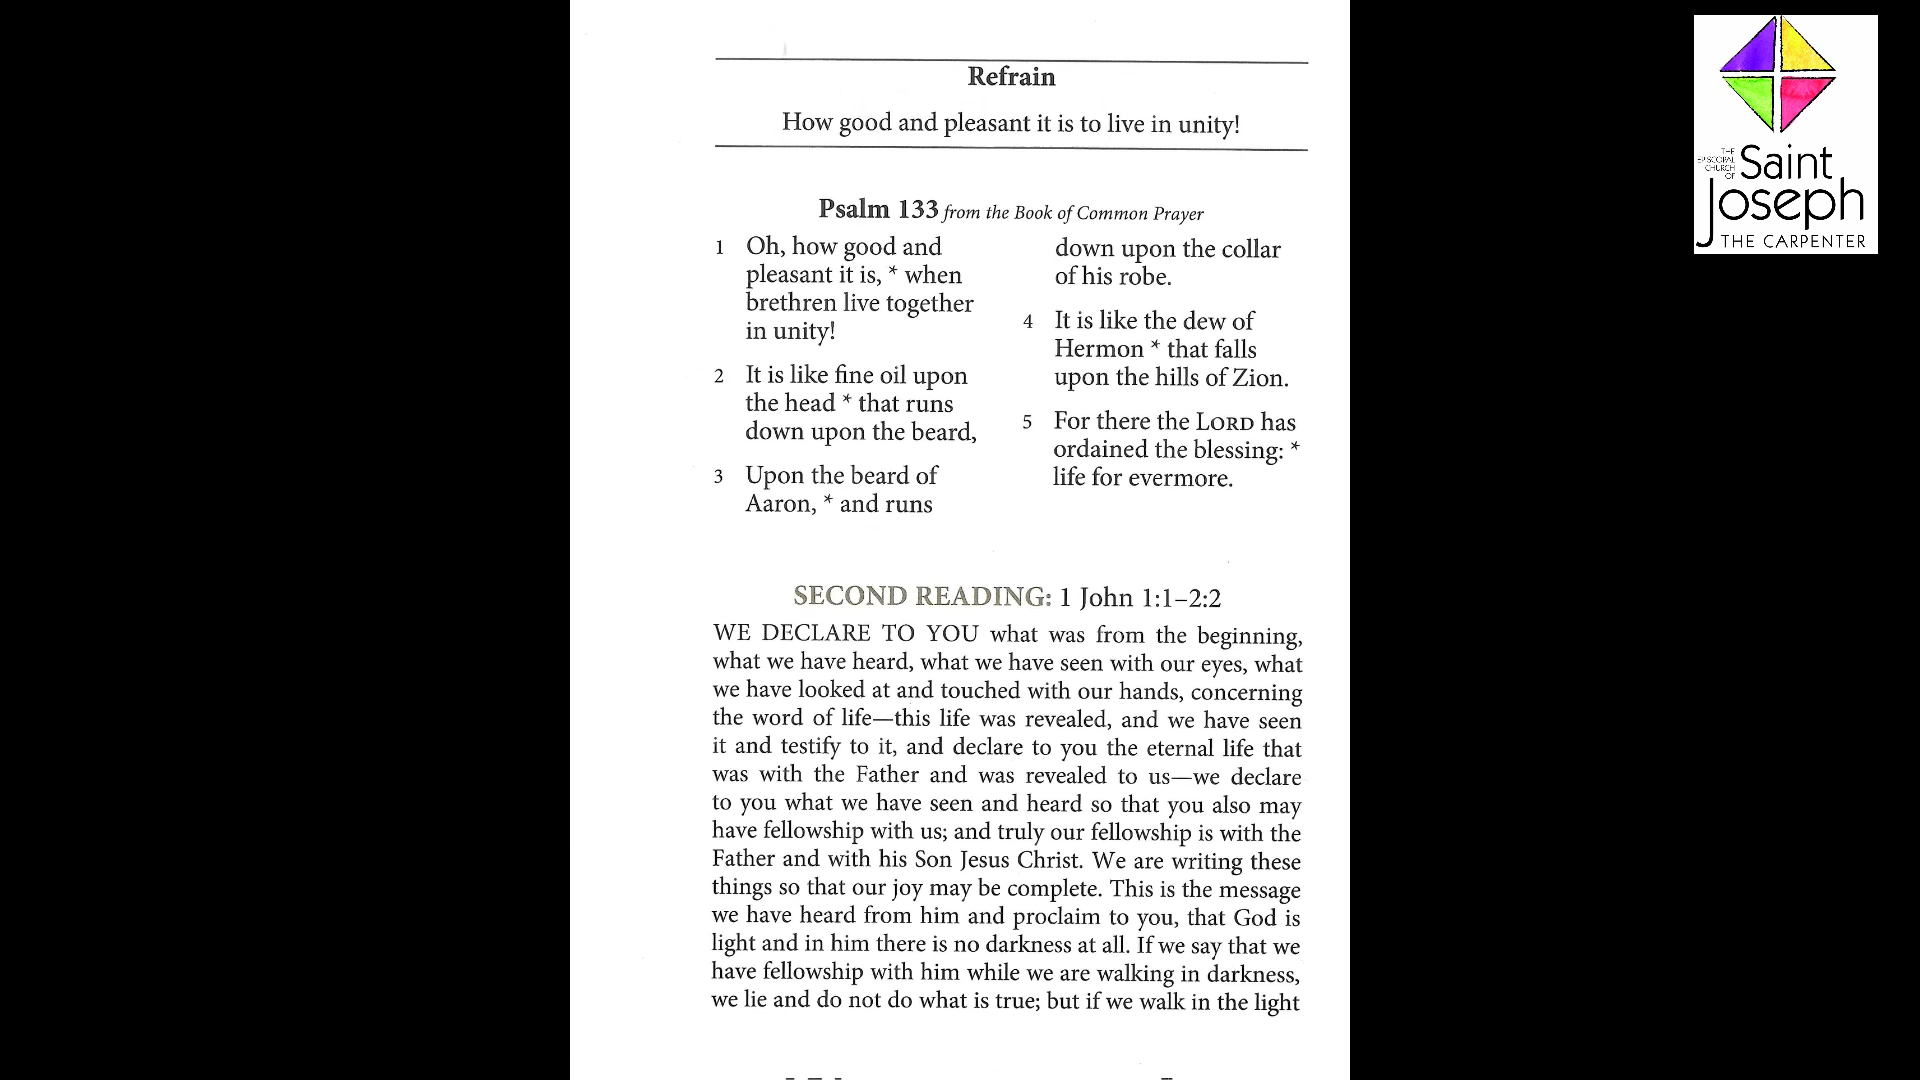 Refrain
How good and pleasant it is to live in unity!
Psalm 133 from the Book of Common Prayer
1 Oh, how good and
pleasant it is, * when
brethren live together
in unity!
2 It is like fine oil upon
the head * that runs
down upon the beard,
3 Upon the beard of
Aaron, * and runs
down upon the collar
of his robe.
4 It is like the dew of
Hermon * that falls
upon the hills of Zion.
5 For there the LORD has
ordained the blessing: *
life for evermore.
SECOND READING: 1 John 1:1–2:2
WE DECLARE TO YOU what was from the beginning,
what we have heard, what we have seen with our eyes, what
we have looked at and touched with our hands, concerning
the word of life—this life was revealed, and we have seen
it and testify to it, and declare to you the eternal life that
was with the Father and was revealed to us—we declare
to you what we have seen and heard so that you also may
have fellowship with us; and truly our fellowship is with the
Father and with his Son Jesus Christ. We are writing these
things so that our joy may be complete. This is the message
we have heard from him and proclaim to you, that God is
light and in him there is no darkness at all. If we say that we
have fellowship with him while we are walking in darkness,
we lie and do not do what is true; but if we walk in the light
THE
EPISCOPAL
CHURCH
OF
Saint
Joseph
THE CARPENTER